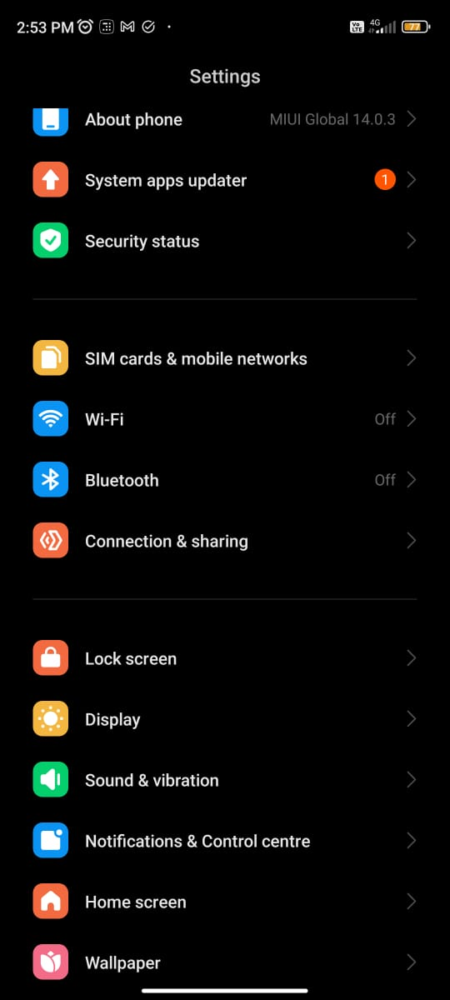 2:53 PM
Vo LTE 4G 77
Settings
About phone MIUI Global 14.0.3
System apps updater 1
Security status
SIM cards & mobile networks
Wi-Fi Off
Bluetooth Off
Connection & sharing
Lock screen
Display
Sound & vibration
Notifications & Control centre
Home screen
Wallpaper